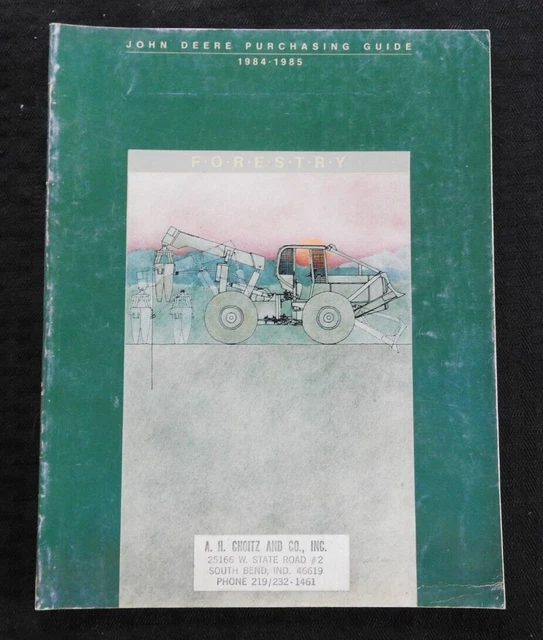 JOHN DEERE PURCHASING GUIDE
1984-1985
F·O·R·E·S·T·R·Y
A. H. CHOITZ AND CO., INC.
25166 W. STATE ROAD #2
SOUTH BEND, IND. 46619
PHONE 219/232-1461